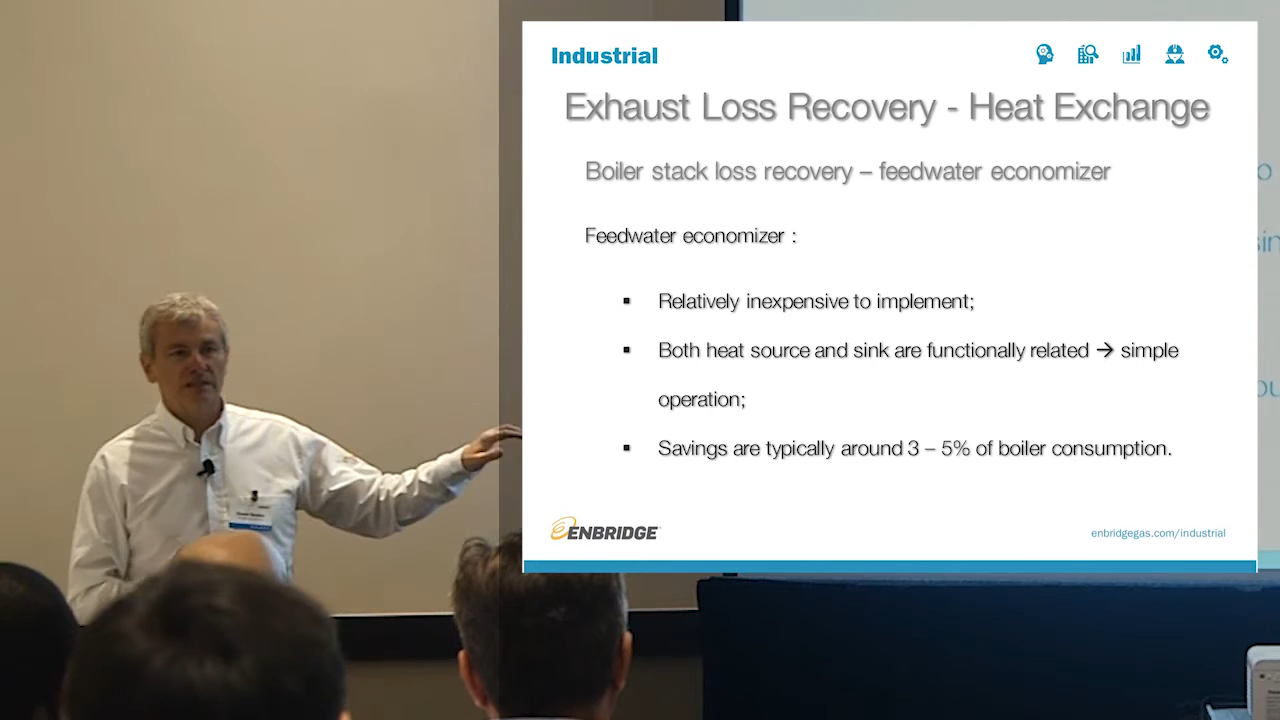 Industrial
Exhaust Loss Recovery - Heat Exchange
Boiler stack loss recovery – feedwater economizer
Feedwater economizer :
▪ Relatively inexpensive to implement;
▪ Both heat source and sink are functionally related → simple
operation;
▪ Savings are typically around 3 – 5% of boiler consumption.
ENBRIDGE
enbridgegas.com/industrial